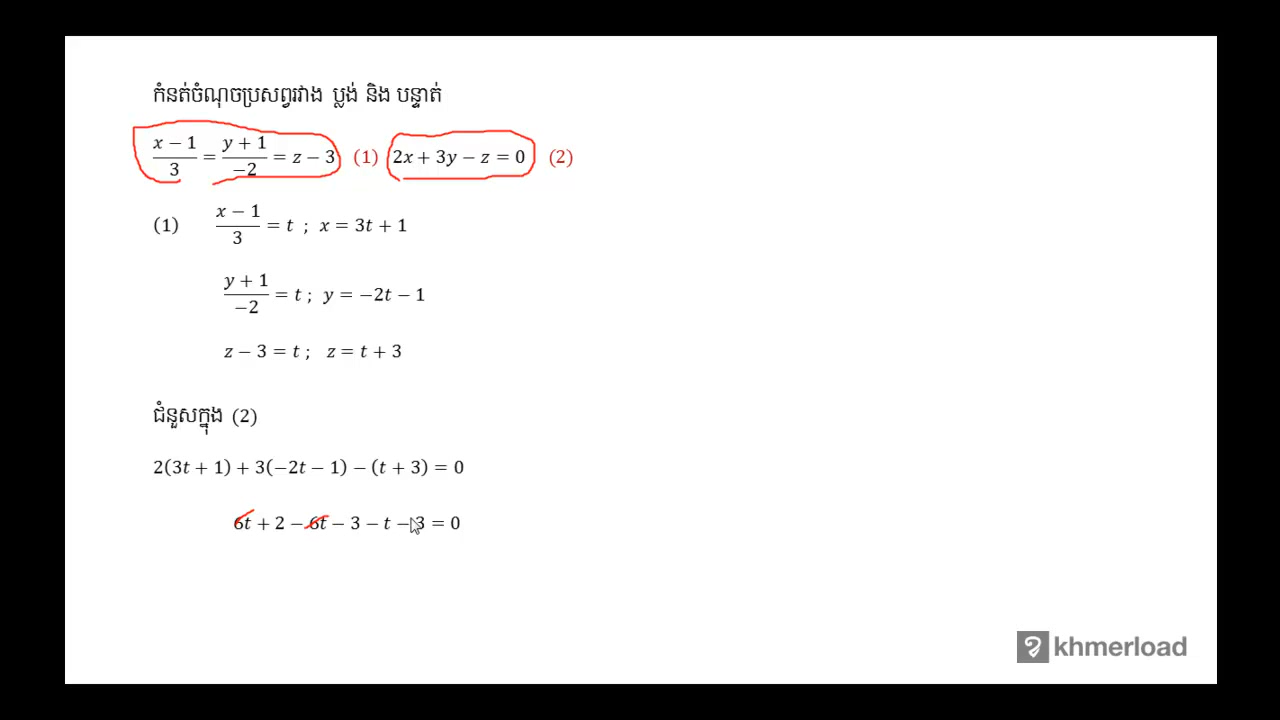 កំនត់ចំណុចប្រសព្វរវាង ប្លង់ និង បន្ទាត់
(x − 1)/3 = (y + 1)/−2 = z − 3 (1) 2x + 3y − z = 0 (2)
(1) (x − 1)/3 = t ; x = 3t + 1
(y + 1)/−2 = t ; y = −2t − 1
z − 3 = t ; z = t + 3
ជំនួសក្នុង (2)
2(3t + 1) + 3(−2t − 1) − (t + 3) = 0
6t + 2 − 6t − 3 − t − 3 = 0
khmerload